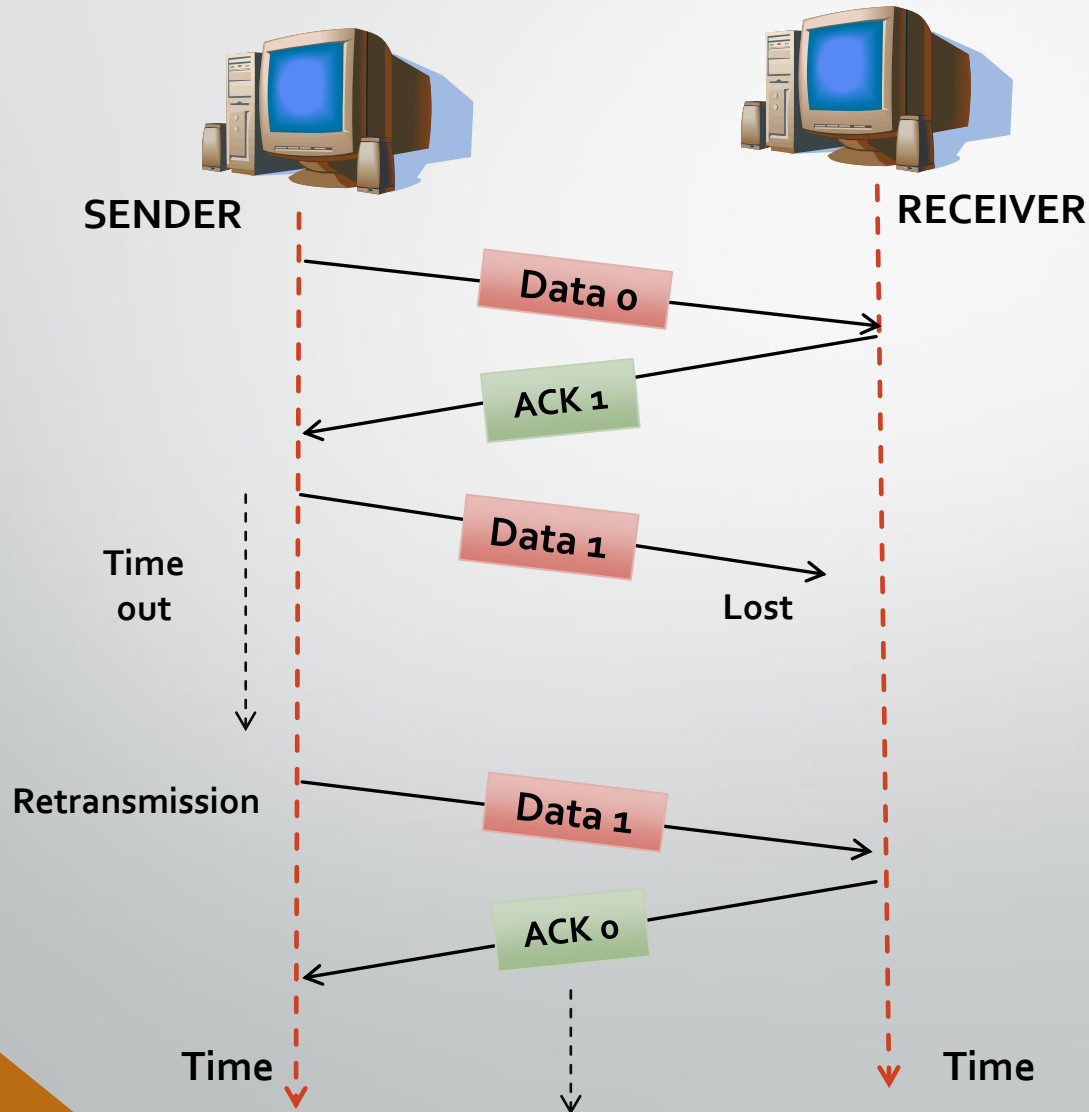 SENDER
RECEIVER
Data 0
ACK 1
Data 1
Time
out
Lost
Retransmission
Data 1
ACK 0
Time
Time